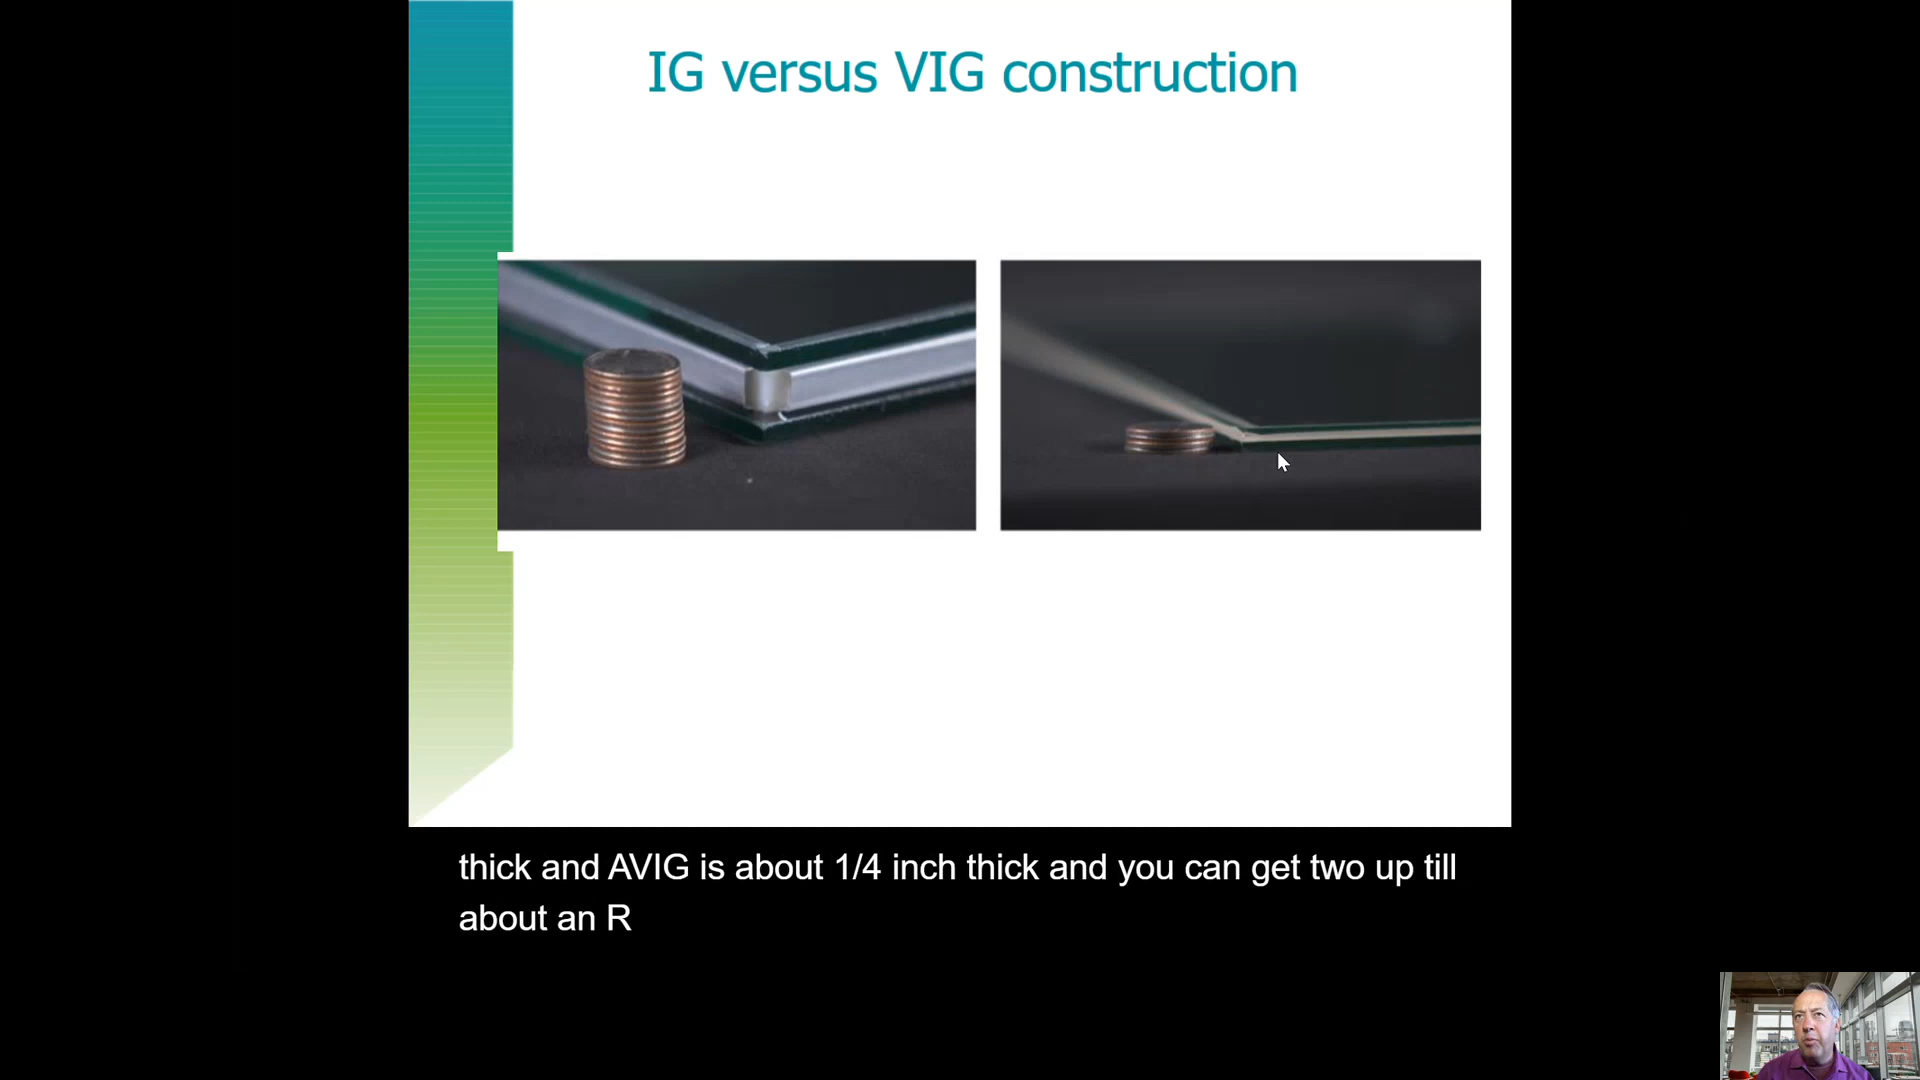 IG versus VIG construction
thick and AVIG is about 1/4 inch thick and you can get two up till
about an R